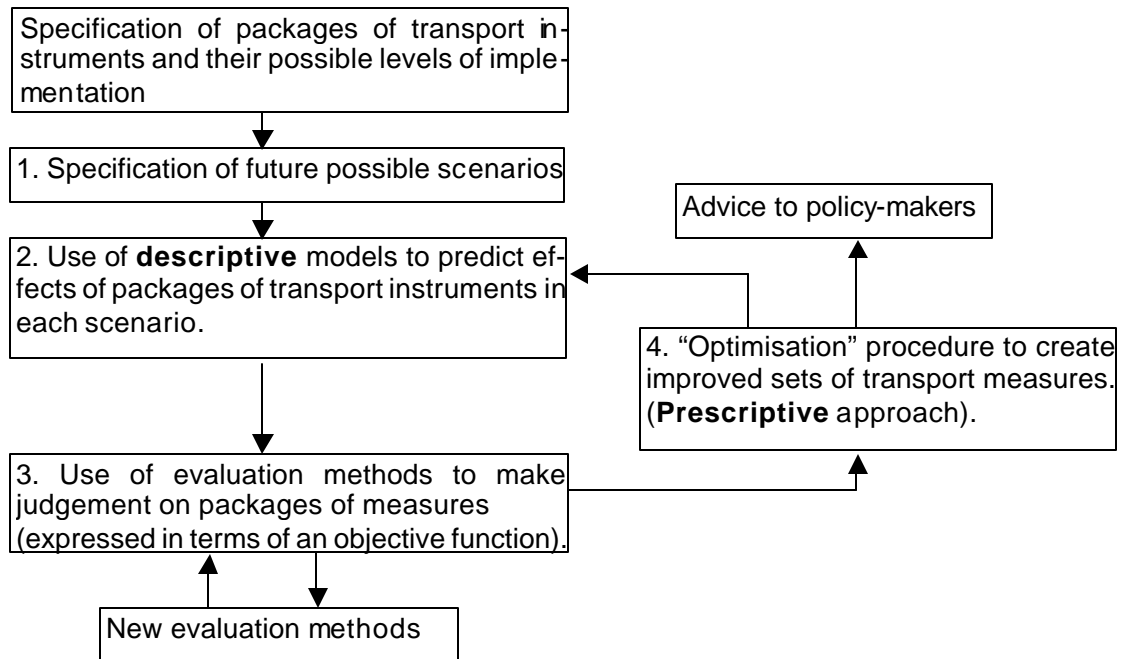 Specification of packages of transport in-
struments and their possible levels of imple-
mentation
1. Specification of future possible scenarios
Advice to policy-makers
2. Use of descriptive models to predict ef-
fects of packages of transport instruments in
each scenario.
4. “Optimisation” procedure to create
improved sets of transport measures.
(Prescriptive approach).
3. Use of evaluation methods to make
judgement on packages of measures
(expressed in terms of an objective function).
New evaluation methods